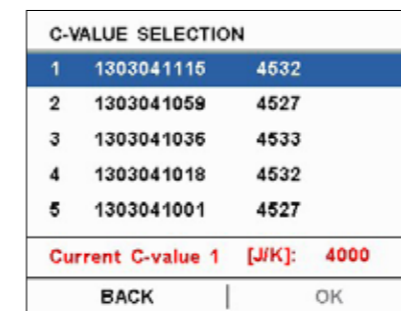 C-VALUE SELECTION
1 1303041115 4532
2 1303041059 4527
3 1303041036 4533
4 1303041018 4532
5 1303041001 4527
Current C-value 1 [J/K]: 4000
BACK | OK